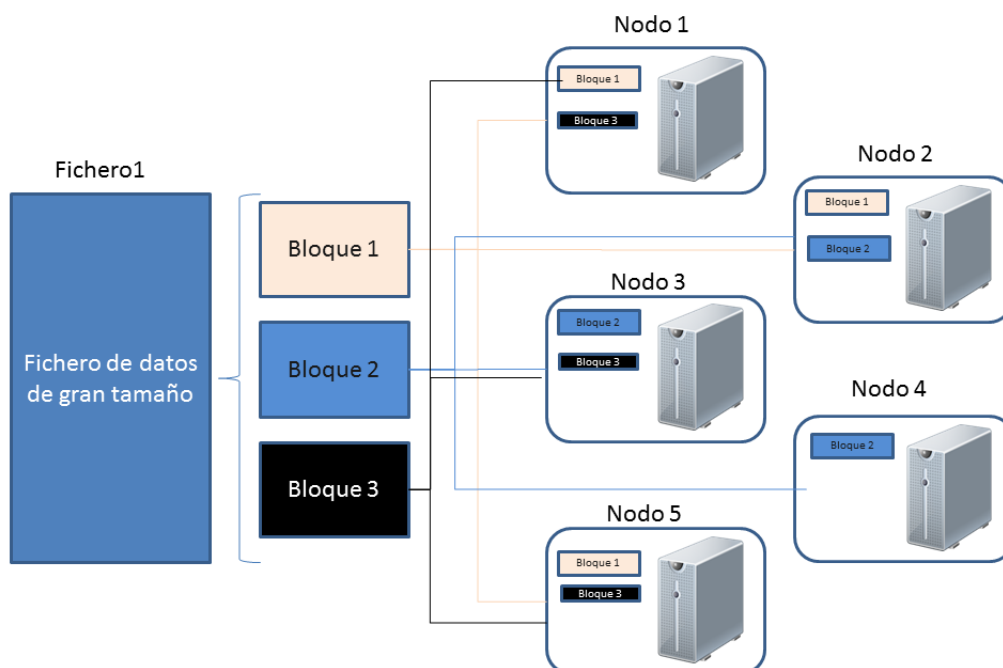 Fichero1
Fichero de datos
de gran tamaño
Bloque 1
Bloque 2
Bloque 3
Nodo 1
Bloque 1
Bloque 3
Nodo 2
Bloque 1
Bloque 2
Nodo 3
Bloque 2
Bloque 3
Nodo 4
Bloque 2
Nodo 5
Bloque 1
Bloque 3